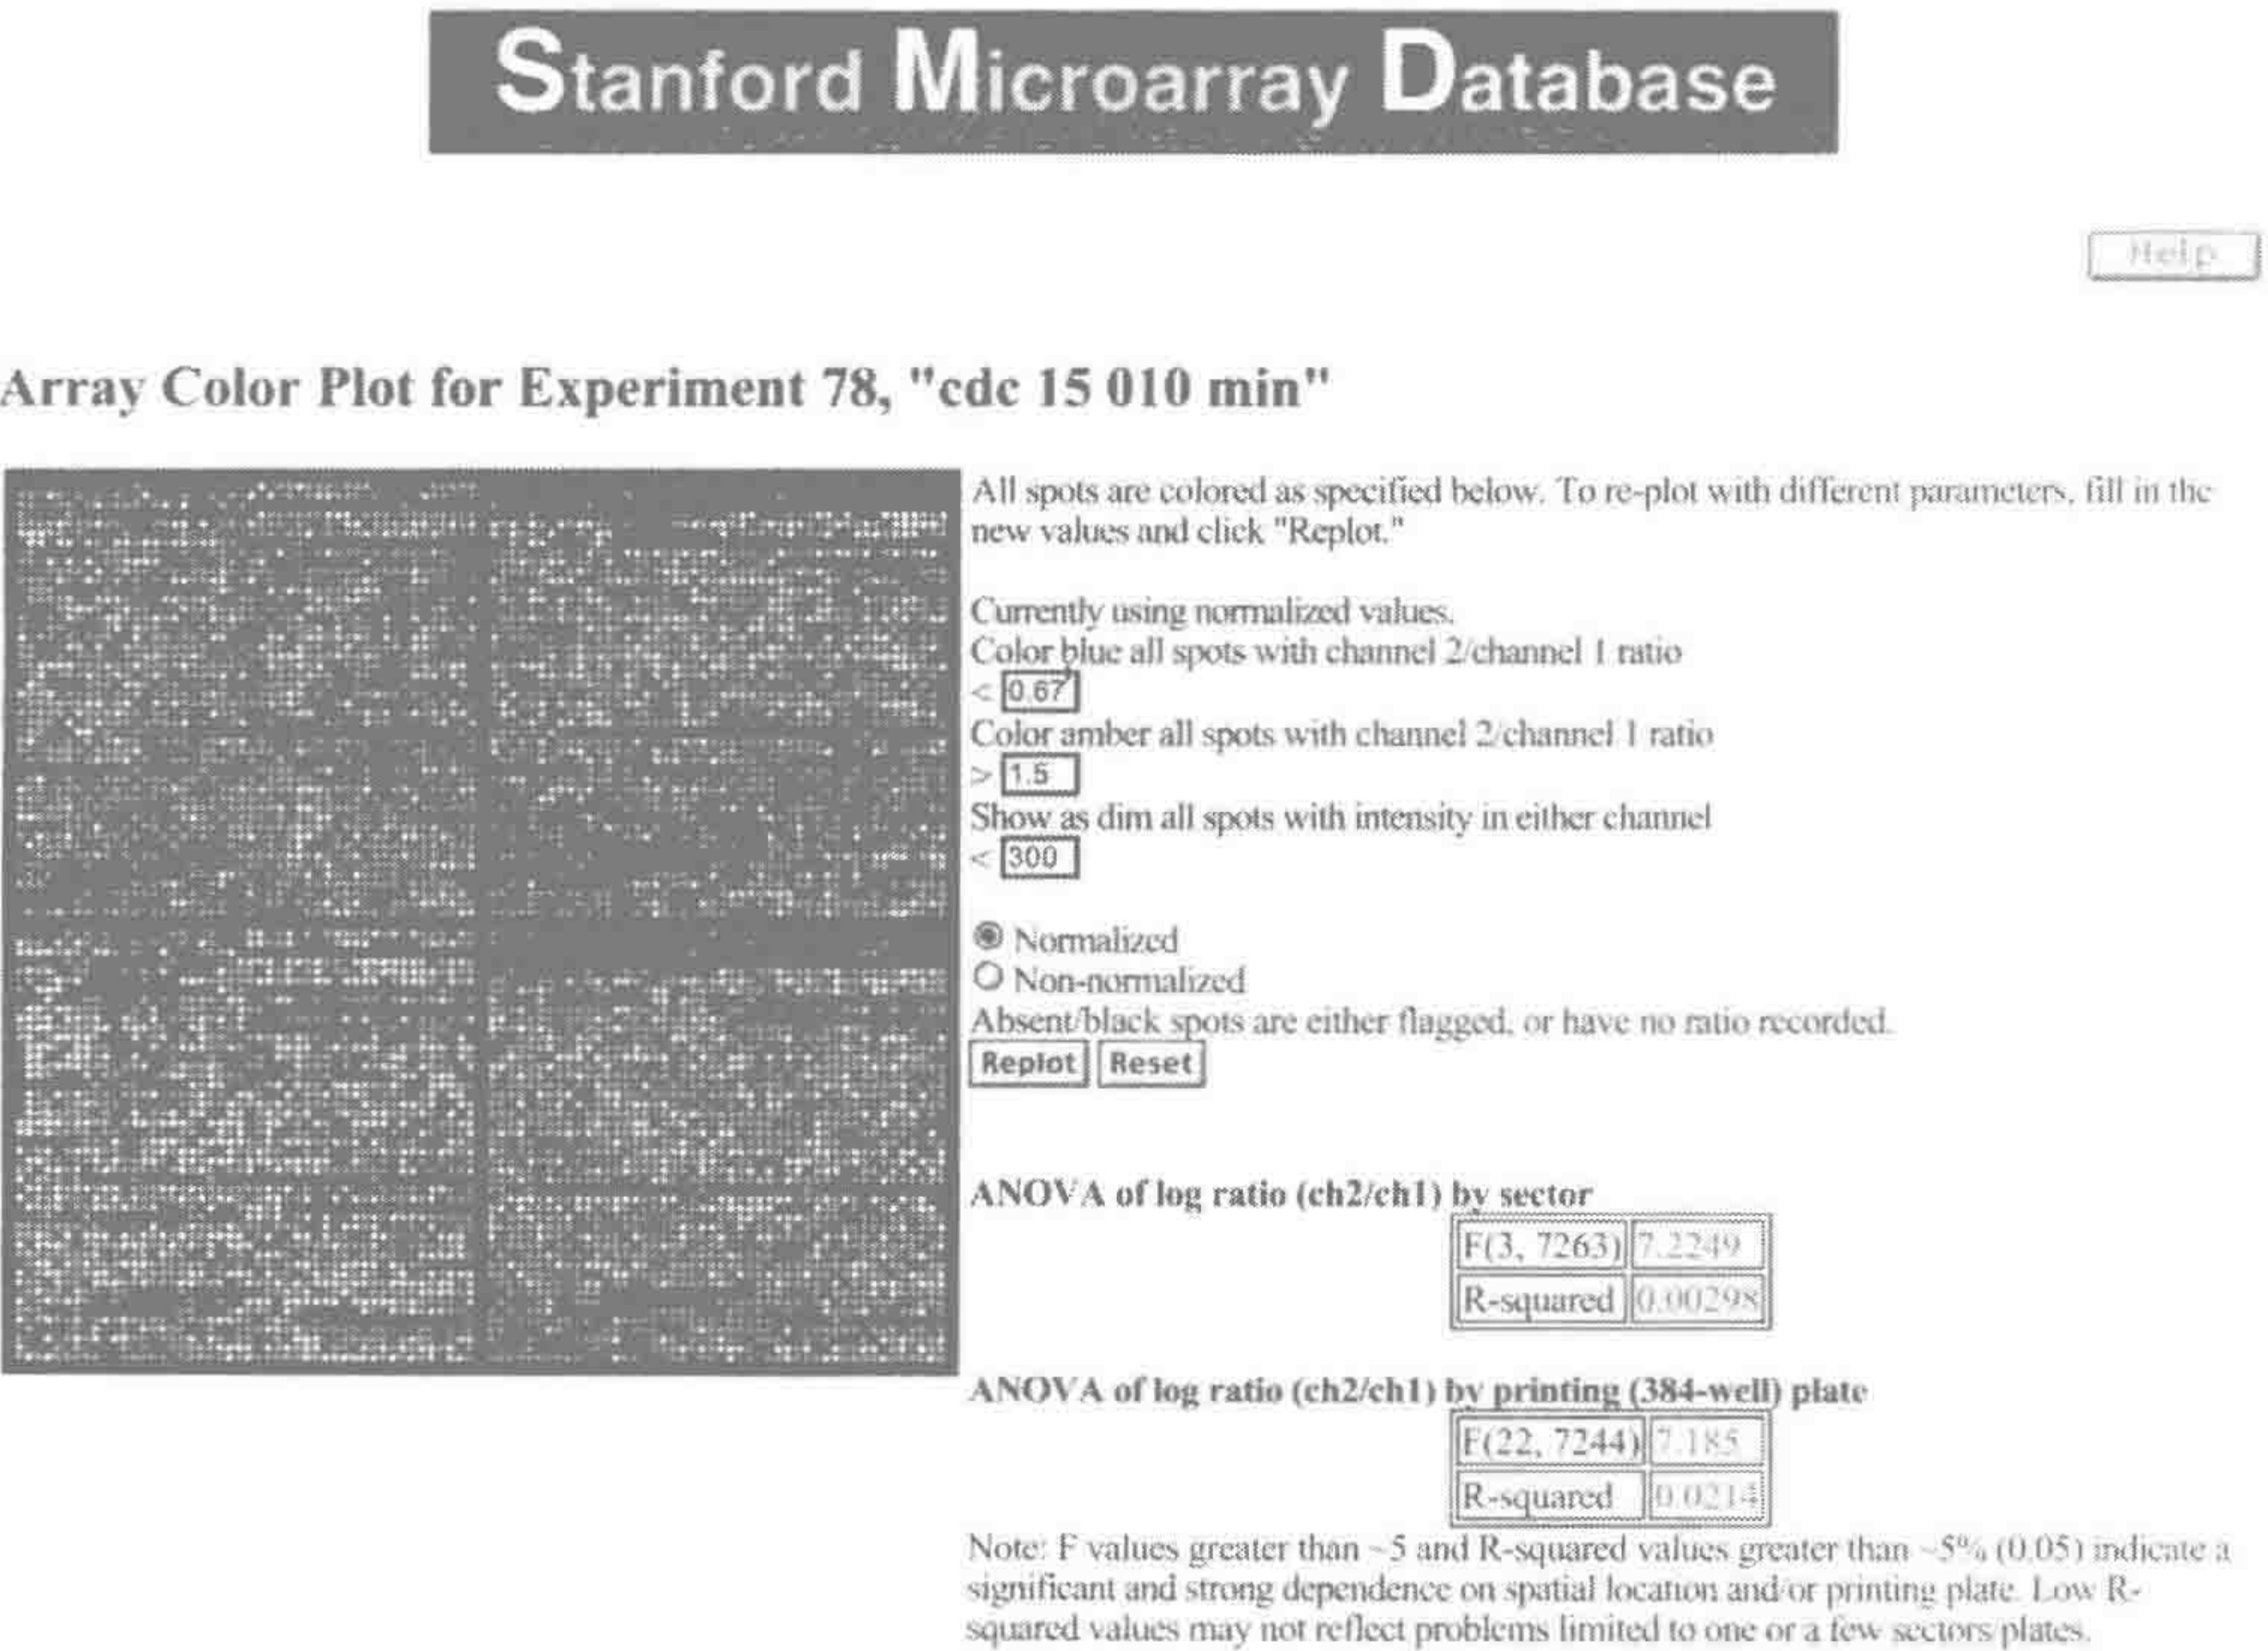 Stanford Microarray Database
Help
Array Color Plot for Experiment 78, "cdc 15 010 min"
All spots are colored as specified below. To re-plot with different parameters, fill in the
new values and click "Replot."
Currently using normalized values.
Color blue all spots with channel 2/channel 1 ratio
< 0.67
Color amber all spots with channel 2/channel 1 ratio
> 1.5
Show as dim all spots with intensity in either channel
< 300
Normalized
Non-normalized
Absent/black spots are either flagged, or have no ratio recorded.
Replot Reset
ANOVA of log ratio (ch2/ch1) by sector
F(3, 7263) 7.2249
R-squared 0.00298
ANOVA of log ratio (ch2/ch1) by printing (384-well) plate
F(22, 7244) 7.185
R-squared 0.0214
Note: F values greater than ~5 and R-squared values greater than ~5% (0.05) indicate a
significant and strong dependence on spatial location and/or printing plate. Low R-
squared values may not reflect problems limited to one or a few sectors/plates.